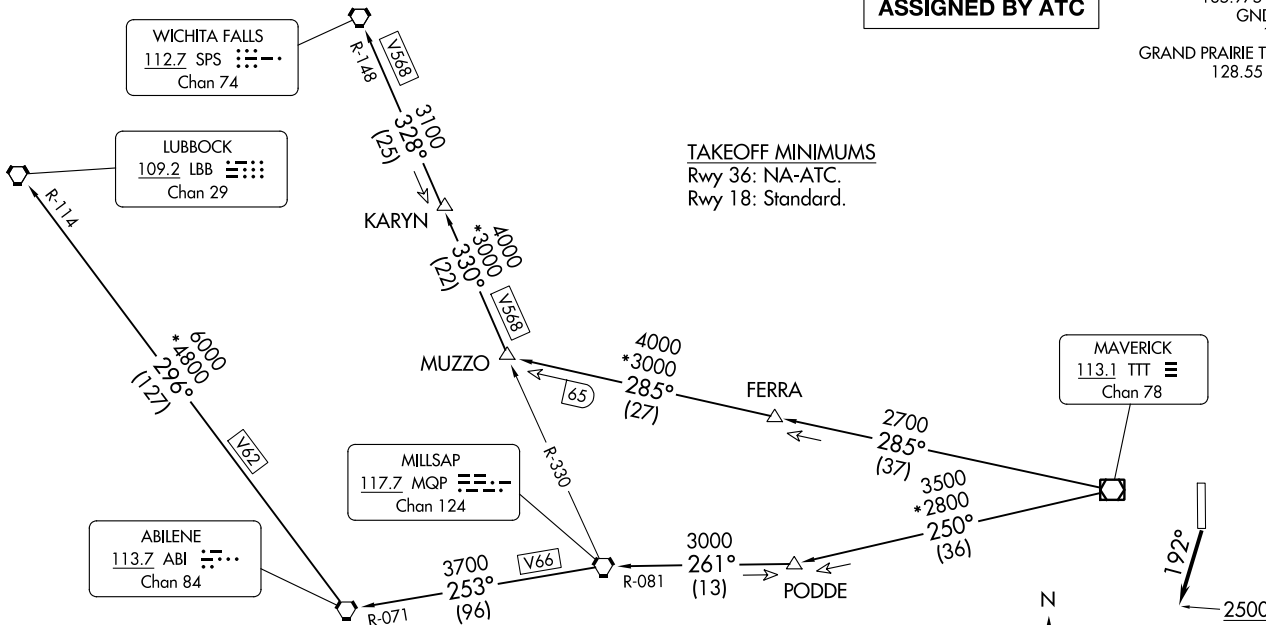 ASSIGNED BY ATC
GND
GRAND PRAIRIE T
128.55
WICHITA FALLS
112.7 SPS
Chan 74
R-148
V568
3100
328°
(25)
LUBBOCK
109.2 LBB
Chan 29
R-114
KARYN
TAKEOFF MINIMUMS
Rwy 36: NA-ATC.
Rwy 18: Standard.
4000
*3000
330°
(22)
V568
6000
*4800
296°
(127)
V62
MUZZO
65
4000
*3000
285°
(27)
FERRA
MAVERICK
113.1 TTT
Chan 78
2700
285°
(37)
MILLSAP
117.7 MQP
Chan 124
R-330
3500
*2800
250°
(36)
ABILENE
113.7 ABI
Chan 84
3700
253°
(96)
V66
R-071
R-081
3000
261°
(13)
PODDE
192°
N
2500